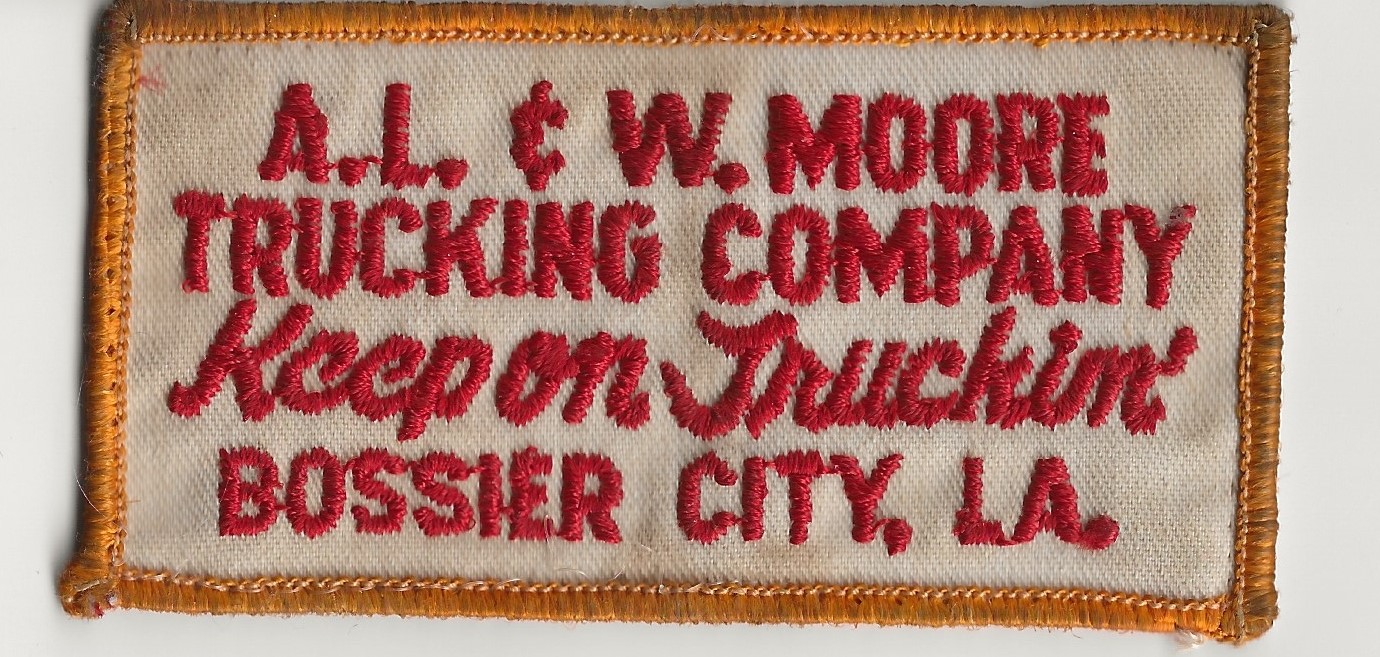 A.L. & W. MOORE
TRUCKING COMPANY
Keep on Truckin'
BOSSIER CITY, LA.